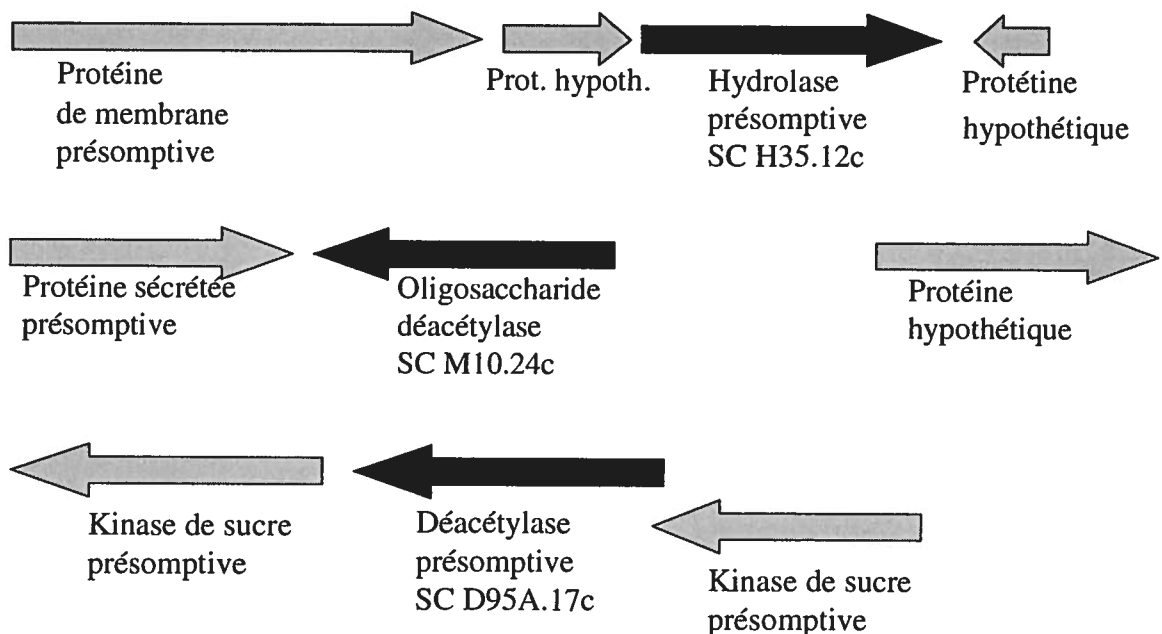 Protéine
de membrane
présomptive
Prot. hypoth.
Hydrolase
présomptive
SC H35.12c
Protétine
hypothétique
Protéine sécrétée
présomptive
Oligosaccharide
déacétylase
SC M10.24c
Protéine
hypothétique
Kinase de sucre
présomptive
Déacétylase
présomptive
SC D95A.17c
Kinase de sucre
présomptive